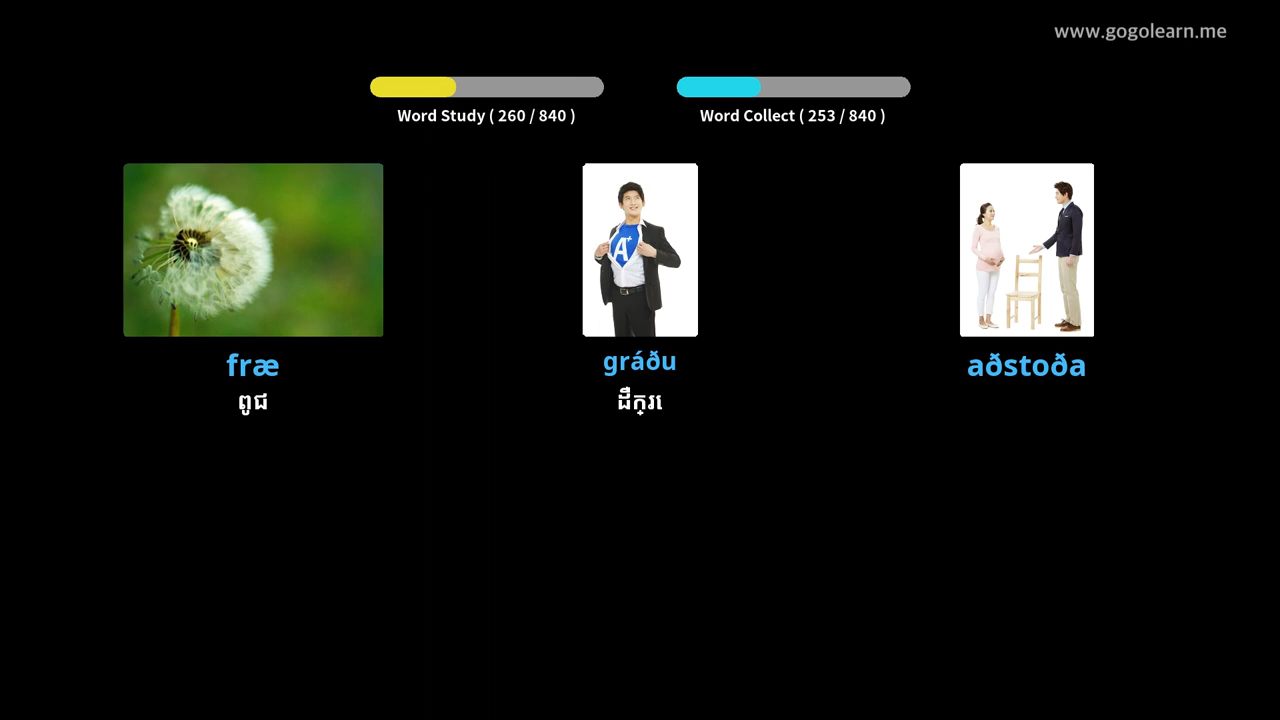 www.gogolearn.me
Word Study ( 260 / 840 )
Word Collect ( 253 / 840 )
A+
fræ
gráðu
aðstoða
ពូជ
ដឺក្រេ